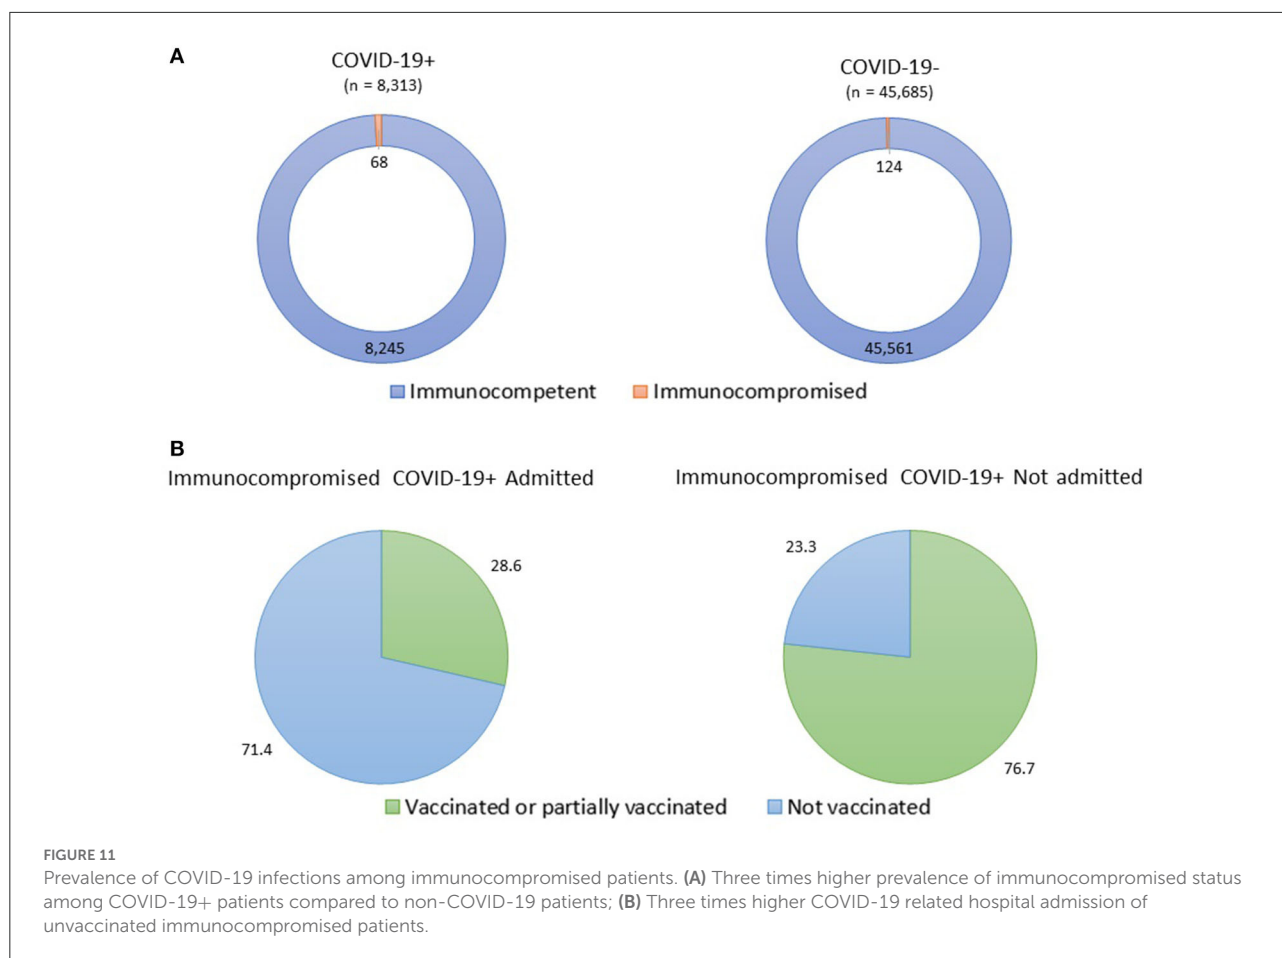 A
COVID-19+
(n = 8,313)
68
8,245
COVID-19-
(n = 45,685)
124
45,561
Immunocompetent Immunocompromised
B
Immunocompromised COVID-19+ Admitted
28.6
71.4
Immunocompromised COVID-19+ Not admitted
23.3
76.7
Vaccinated or partially vaccinated Not vaccinated
FIGURE 11
Prevalence of COVID-19 infections among immunocompromised patients. (A) Three times higher prevalence of immunocompromised status
among COVID-19+ patients compared to non-COVID-19 patients; (B) Three times higher COVID-19 related hospital admission of
unvaccinated immunocompromised patients.